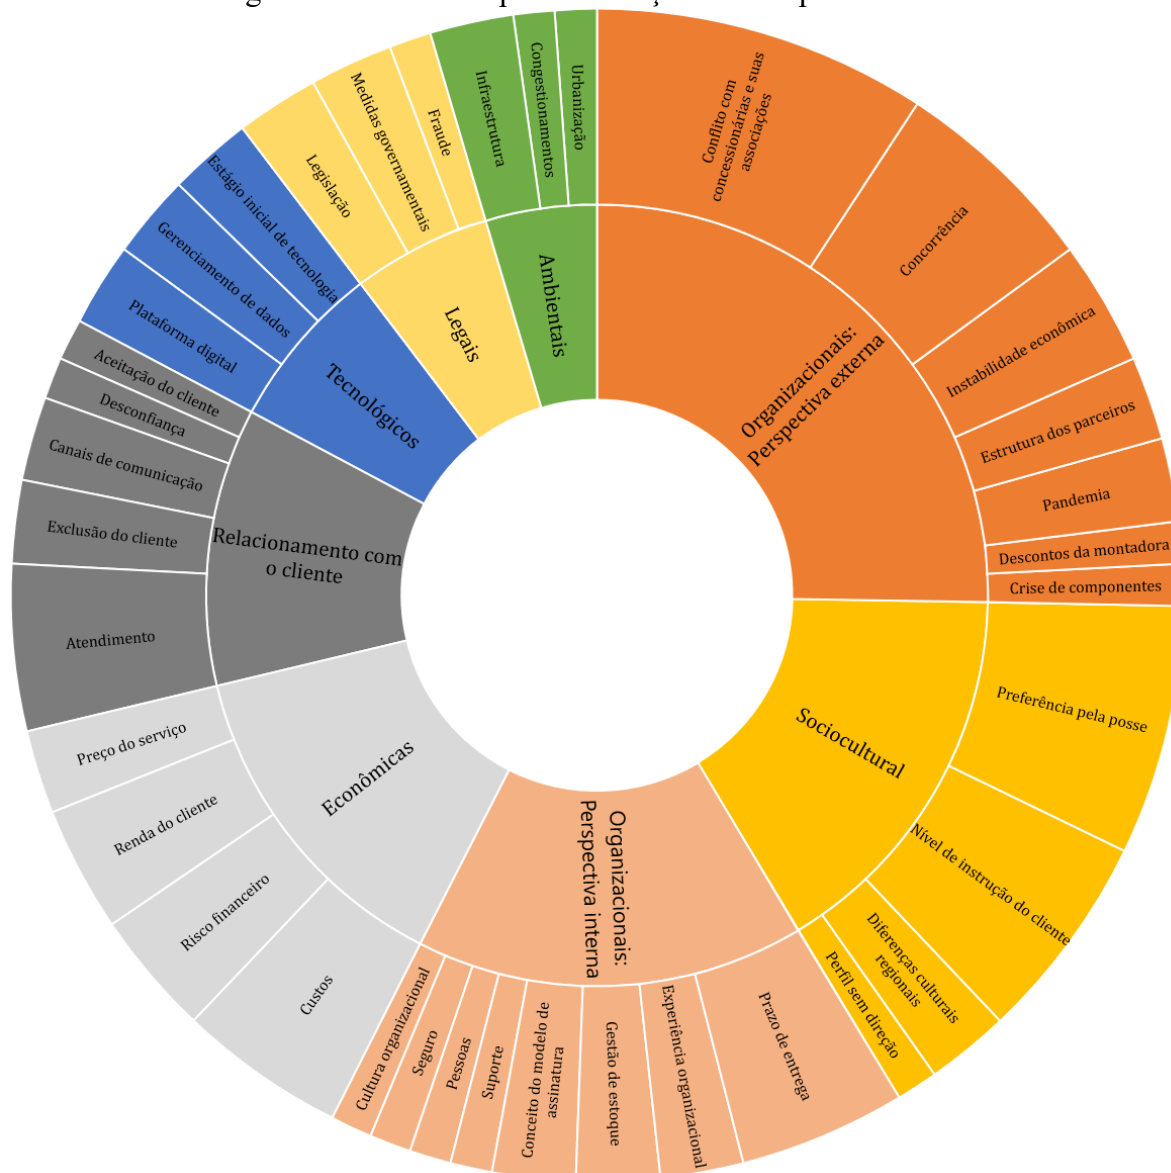 Conflito com
concessionárias e suas
associações
Concorrência
Instabilidade econômica
Estrutura dos parceiros
Pandemia
Descontos da montadora
Crise de componentes
Organizacionais:
Perspectiva externa
Preferência pela posse
Nível de instrução do cliente
Diferenças culturais
regionais
Perfil sem direção
Sociocultural
Prazo de entrega
Experiência organizacional
Gestão de estoque
Conceito do modelo de
assinatura
Suporte
Pessoas
Seguro
Cultura organizacional
Organizacionais:
Perspectiva interna
Custos
Risco financeiro
Renda do cliente
Preço do serviço
Econômicas
Atendimento
Exclusão do cliente
Canais de comunicação
Desconfiança
Aceitação do cliente
Relacionamento com
o cliente
Plataforma digital
Gerenciamento de dados
Estágio inicial de tecnologia
Tecnológicos
Legislação
Medidas governamentais
Fraude
Legais
Infraestrutura
Congestionamentos
Urbanização
Ambientais